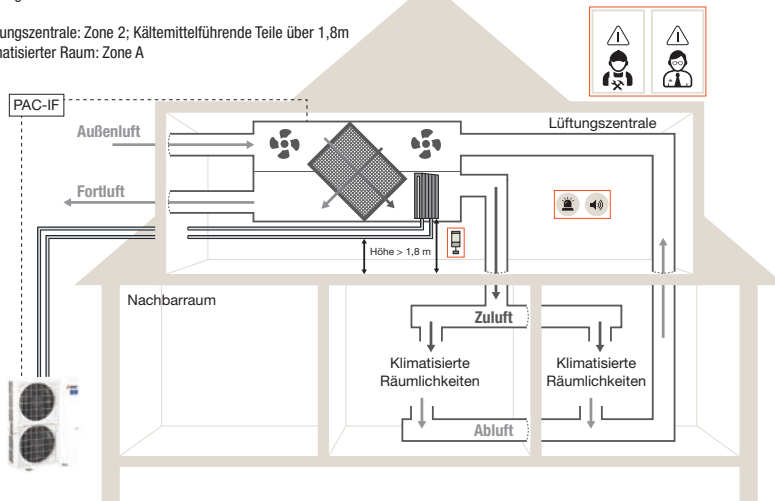 ungszentrale: Zone 2; Kältemittelführende Teile über 1,8m
natisierter Raum: Zone A
PAC-IF
Außenluft
Lüftungszentrale
Fortluft
Höhe > 1,8 m
Nachbarraum
Zuluft
Klimatisierte
Räumlichkeiten
Klimatisierte
Räumlichkeiten
Abluft